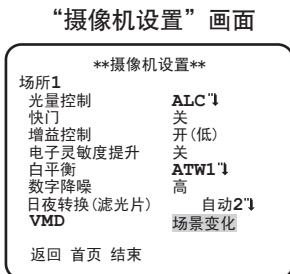 “摄像机设置”画面
**摄像机设置**
场所1
光量控制 ALC↴
快门 关
增益控制 开(低)
电子灵敏度提升 关
白平衡 ATW1↴
数字降噪 高
日夜转换(滤光片) 自动2↴
VMD 场景变化
返回 首页 结束